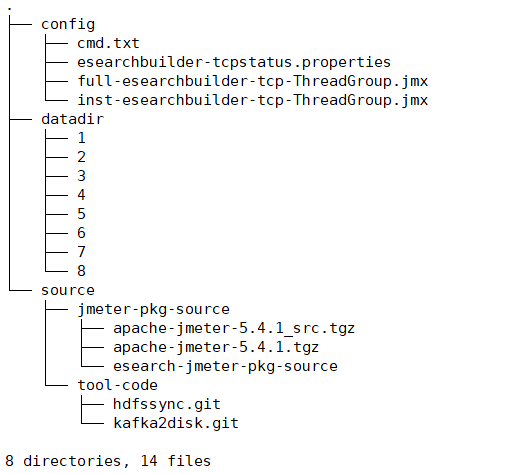 .
├── config
│   ├── cmd.txt
│   ├── esearchbuilder-tcpstatus.properties
│   ├── full-esearchbuilder-tcp-ThreadGroup.jmx
│   └── inst-esearchbuilder-tcp-ThreadGroup.jmx
├── datadir
│   ├── 1
│   ├── 2
│   ├── 3
│   ├── 4
│   ├── 5
│   ├── 6
│   ├── 7
│   └── 8
└── source
    ├── jmeter-pkg-source
    │   ├── apache-jmeter-5.4.1_src.tgz
    │   ├── apache-jmeter-5.4.1.tgz
    │   └── esearch-jmeter-pkg-source
    └── tool-code
        ├── hdfssync.git
        └── kafka2disk.git

8 directories, 14 files